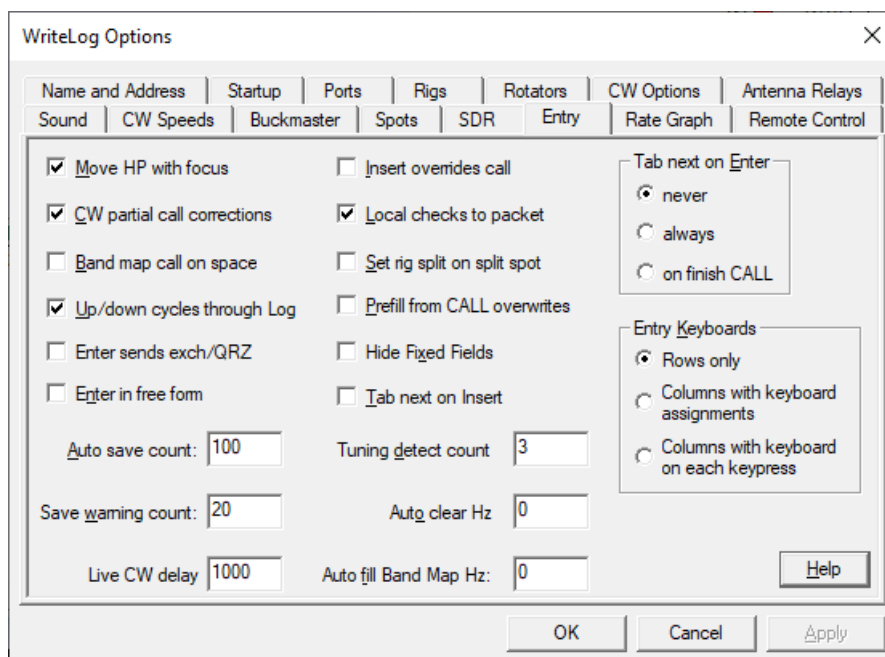 WriteLog Options
Name and Address Startup Ports Rigs Rotators CW Options Antenna Relays
Sound CW Speeds Buckmaster Spots SDR Entry Rate Graph Remote Control
Move HP with focus
CW partial call corrections
Band map call on space
Up/down cycles through Log
Enter sends exch/QRZ
Enter in free form
Insert overrides call
Local checks to packet
Set rig split on split spot
Prefill from CALL overwrites
Hide Fixed Fields
Tab next on Insert
Tab next on Enter
never
always
on finish CALL
Entry Keyboards
Rows only
Columns with keyboard
assignments
Columns with keyboard
on each keypress
Auto save count: 100
Tuning detect count 3
Save warning count: 20
Auto clear Hz 0
Live CW delay 1000
Auto fill Band Map Hz: 0
Help
OK Cancel Apply